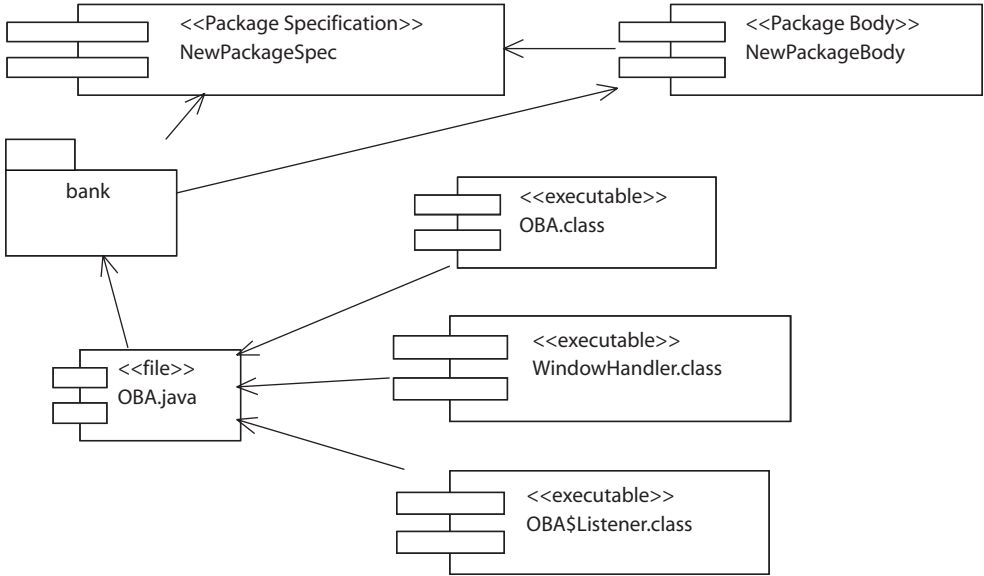 <<Package Specification>>
NewPackageSpec
<<Package Body>>
NewPackageBody
bank
<<executable>>
OBA.class
<<executable>>
WindowHandler.class
<<file>>
OBA.java
<<executable>>
OBA$Listener.class